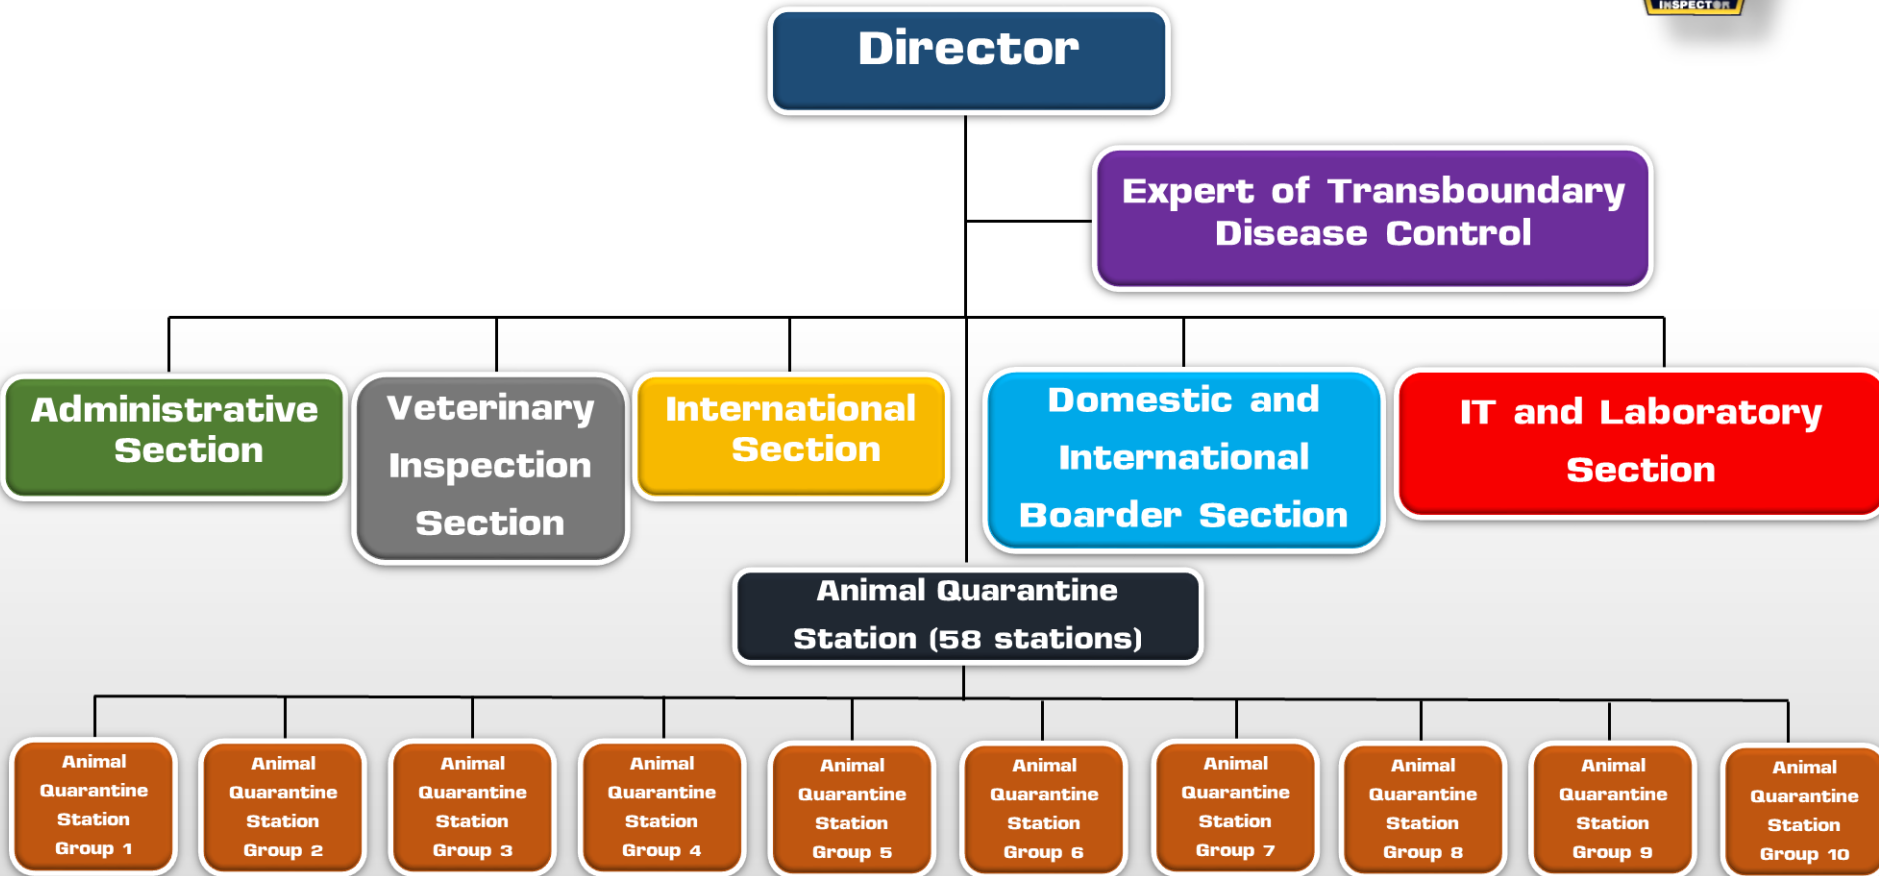 INSPECTOR
Director
Expert of Transboundary
Disease Control
Administrative
Section
Veterinary
Inspection
Section
International
Section
Domestic and
International
Boarder Section
IT and Laboratory
Section
Animal Quarantine
Station (58 stations)
Animal
Quarantine
Station
Group 1
Animal
Quarantine
Station
Group 2
Animal
Quarantine
Station
Group 3
Animal
Quarantine
Station
Group 4
Animal
Quarantine
Station
Group 5
Animal
Quarantine
Station
Group 6
Animal
Quarantine
Station
Group 7
Animal
Quarantine
Station
Group 8
Animal
Quarantine
Station
Group 9
Animal
Quarantine
Station
Group 10